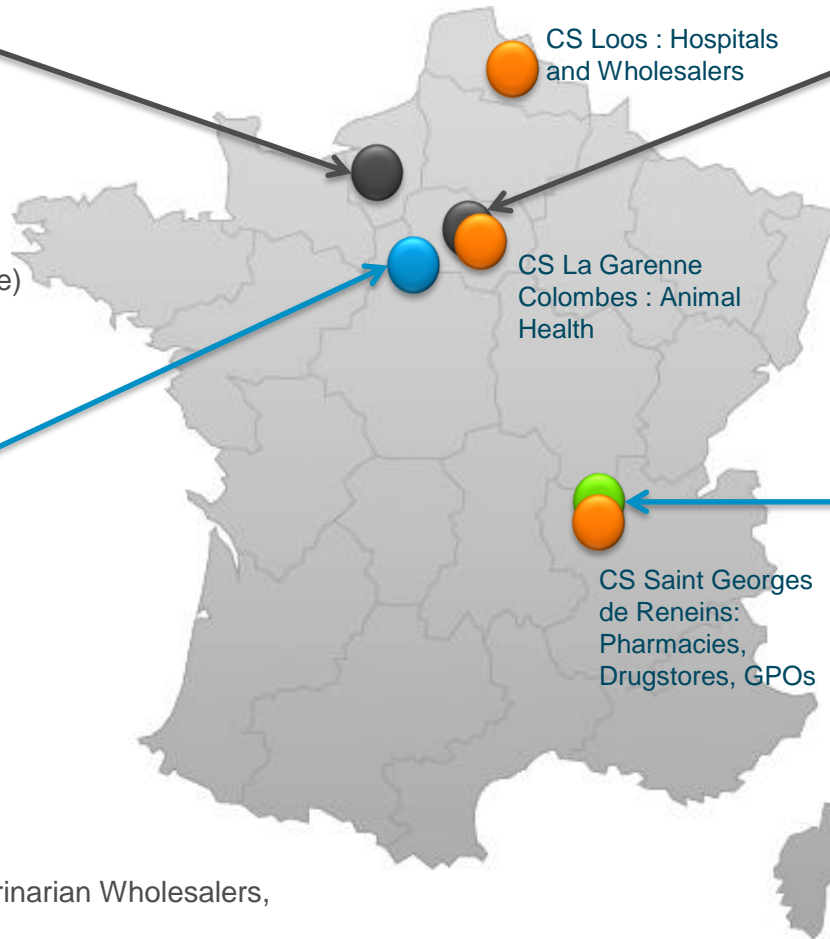 CS Loos : Hospitals
and Wholesalers
e)
CS La Garenne
Colombes : Animal
Health
CS Saint Georges
de Reneins:
Pharmacies,
Drugstores, GPOs
rinarian Wholesalers,